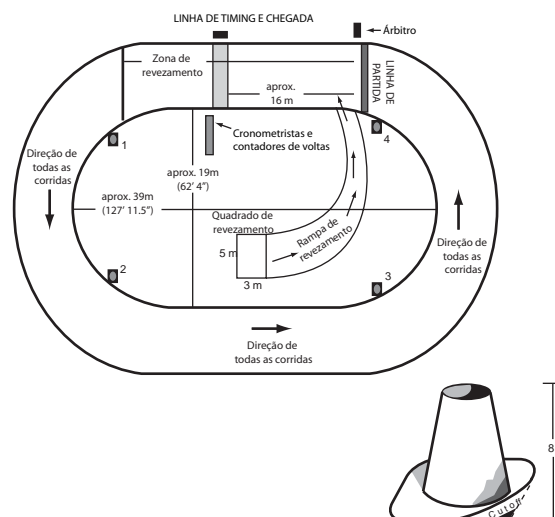 LINHA DE TIMING E CHEGADA
Árbitro
Zona de
revezamento
aprox.
16 m
LINHA DE
PARTIDA
1
Cronometristas e
contadores de voltas
4
Direção de
todas as
corridas
aprox. 19m
(62' 4")
aprox. 39m
(127' 11.5")
Quadrado de
revezamento
5 m
3 m
Rampa de
revezamento
Direção de
todas as
corridas
2
3
Direção de
todas as corridas
8
Cutoff